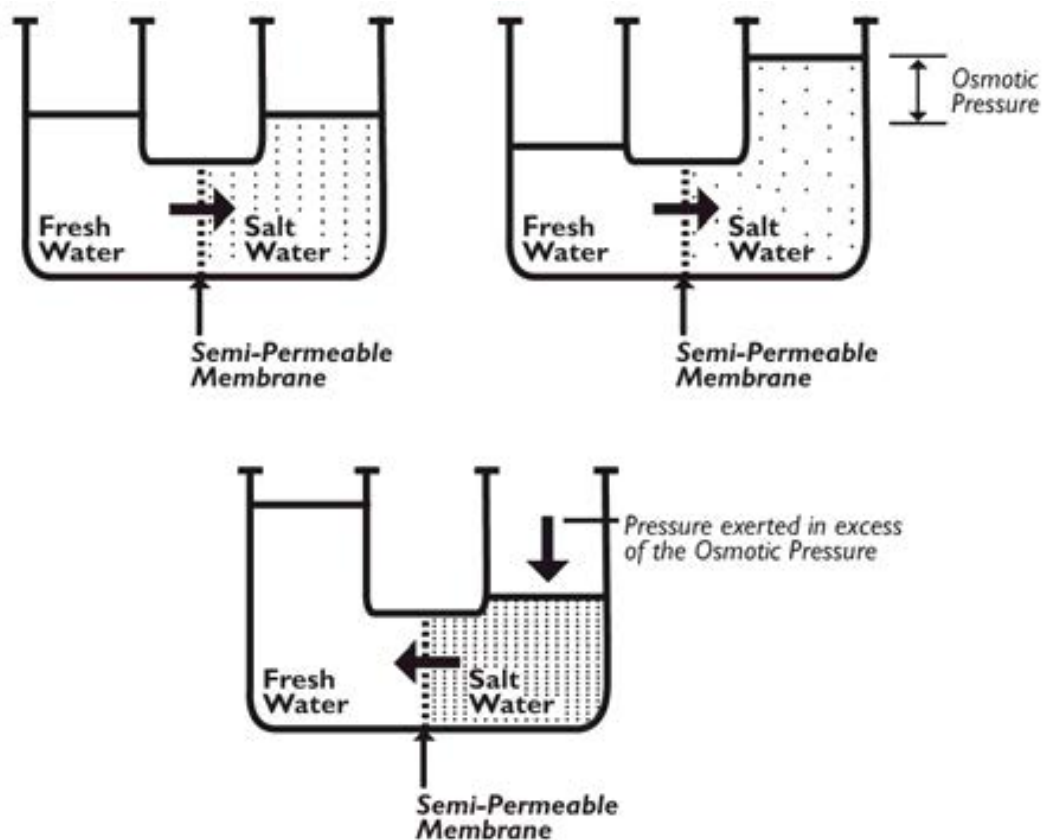 Osmotic
Pressure
Fresh
Water
Salt
Water
Semi-Permeable
Membrane
Fresh
Water
Salt
Water
Semi-Permeable
Membrane
Pressure exerted in excess
of the Osmotic Pressure
Fresh
Water
Salt
Water
Semi-Permeable
Membrane